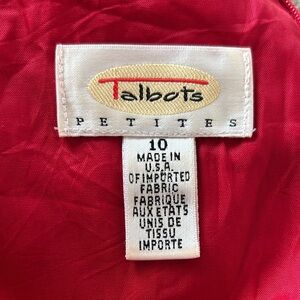 Talbots
PETITES
10
MADE IN
U.S.A.
OF IMPORTED
FABRIC
FABRIQUE
AUX ETATS
UNIS DE
TISSU
IMPORTE